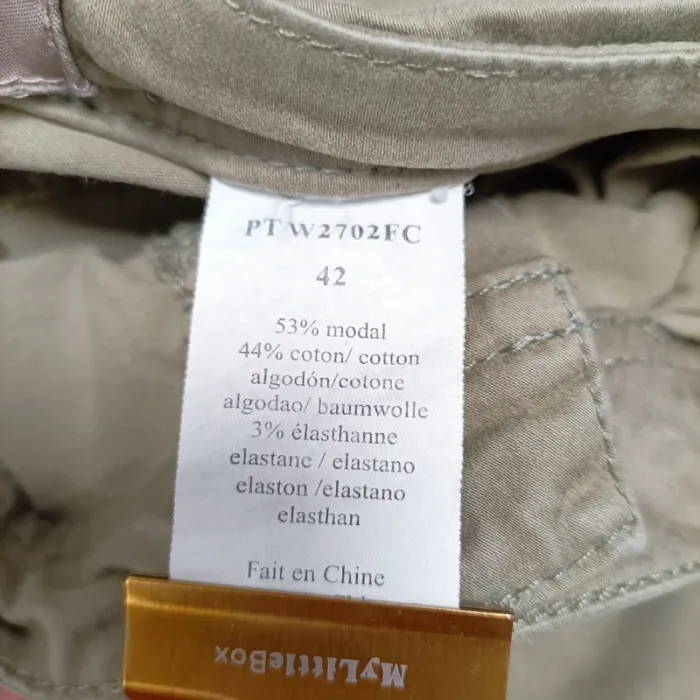 PT W2702FC
42
53% modal
44% coton/ cotton
algodón/cotone
algodao/ baumwolle
3% élasthanne
elastane / elastano
elaston /elastano
elasthan
Fait en Chine
MyLittleBox